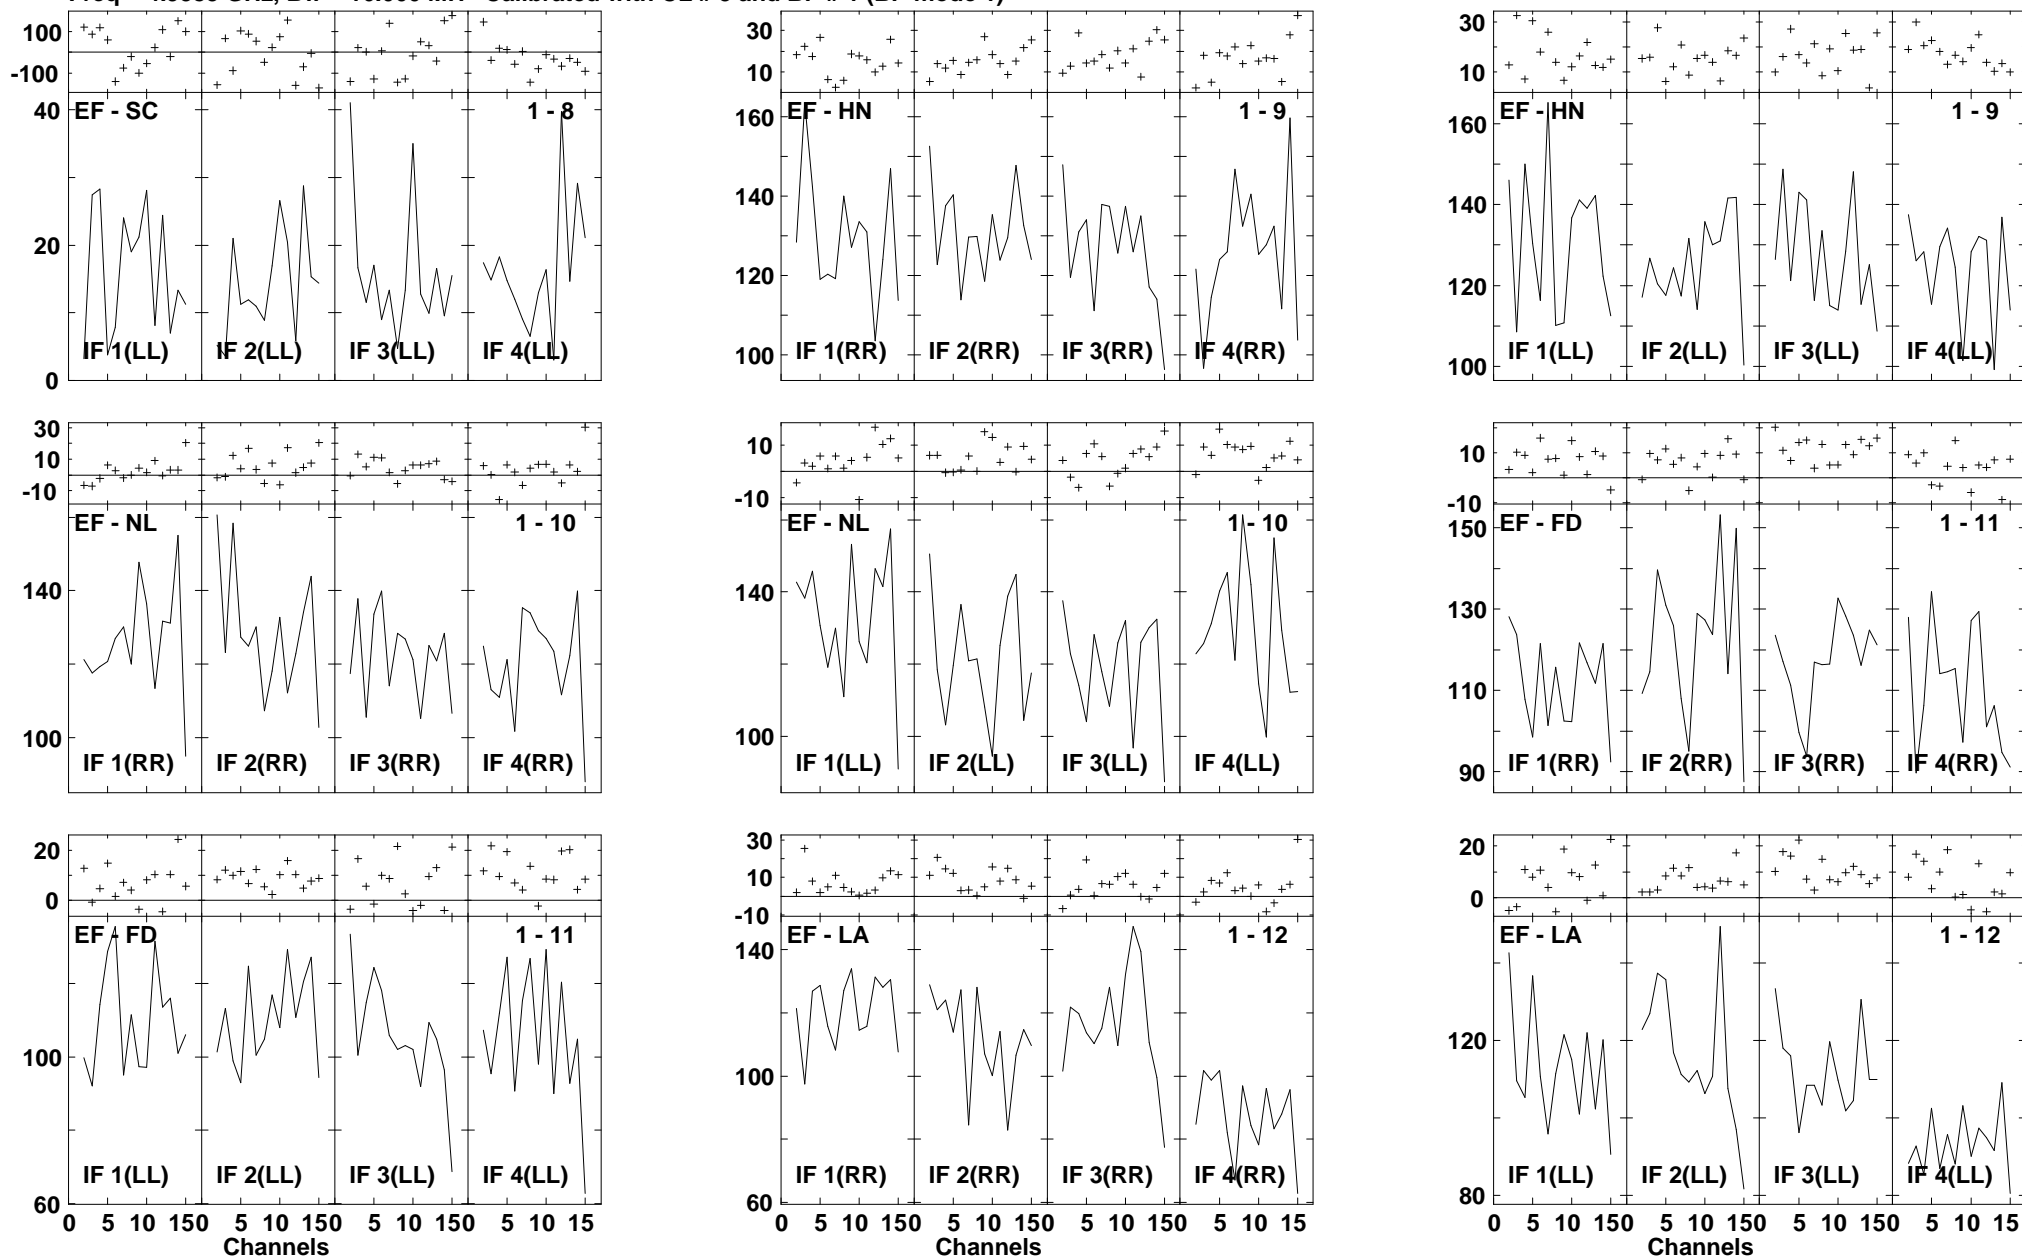 100
-100
40
20
0
EF - SC
1 - 8
IF 1(LL)
IF 2(LL)
IF 3(LL)
IF 4(LL)
30
10
160
140
120
100
EF - HN
1 - 9
IF 1(RR)
IF 2(RR)
IF 3(RR)
IF 4(RR)
30
10
160
140
120
100
EF - HN
1 - 9
IF 1(LL)
IF 2(LL)
IF 3(LL)
IF 4(LL)
30
10
-10
140
100
EF - NL
1 - 10
IF 1(RR)
IF 2(RR)
IF 3(RR)
IF 4(RR)
10
-10
140
100
EF - NL
1 - 10
IF 1(LL)
IF 2(LL)
IF 3(LL)
IF 4(LL)
10
-10
150
130
110
90
EF - FD
1 - 11
IF 1(RR)
IF 2(RR)
IF 3(RR)
IF 4(RR)
20
0
100
60
EF - FD
1 - 11
IF 1(LL)
IF 2(LL)
IF 3(LL)
IF 4(LL)
0 5 10 150 5 10 150 5 10 150 5 10 15
Channels
30
10
-10
140
100
60
EF - LA
1 - 12
IF 1(RR)
IF 2(RR)
IF 3(RR)
IF 4(RR)
0 5 10 150 5 10 150 5 10 150 5 10 15
Channels
20
0
120
80
EF - LA
1 - 12
IF 1(LL)
IF 2(LL)
IF 3(LL)
IF 4(LL)
0 5 10 150 5 10 150 5 10 150 5 10 15
Channels